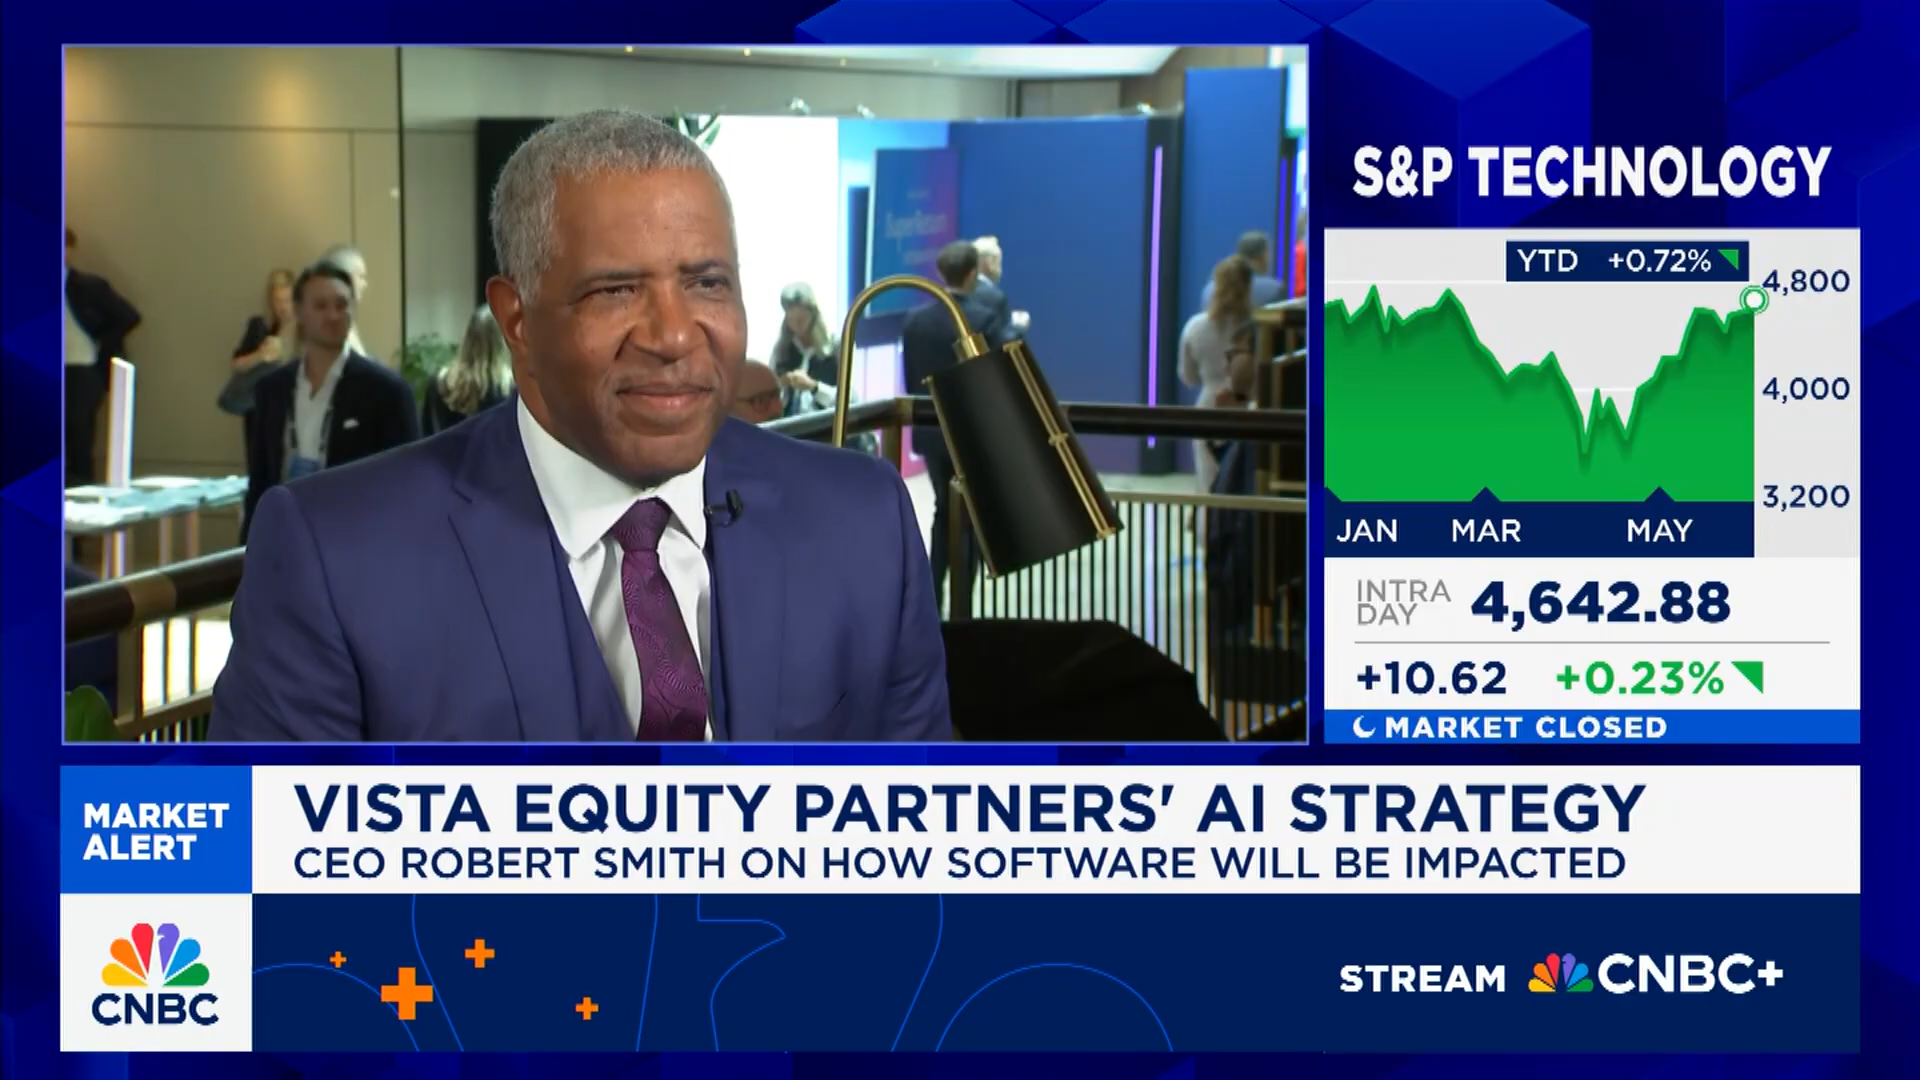 SuperReturn
S&P TECHNOLOGY
YTD +0.72%
4,800
4,000
3,200
JAN MAR MAY
INTRA
DAY
4,642.88
+10.62 +0.23%
MARKET CLOSED
MARKET
ALERT
VISTA EQUITY PARTNERS' AI STRATEGY
CEO ROBERT SMITH ON HOW SOFTWARE WILL BE IMPACTED
CNBC
STREAM CNBC+